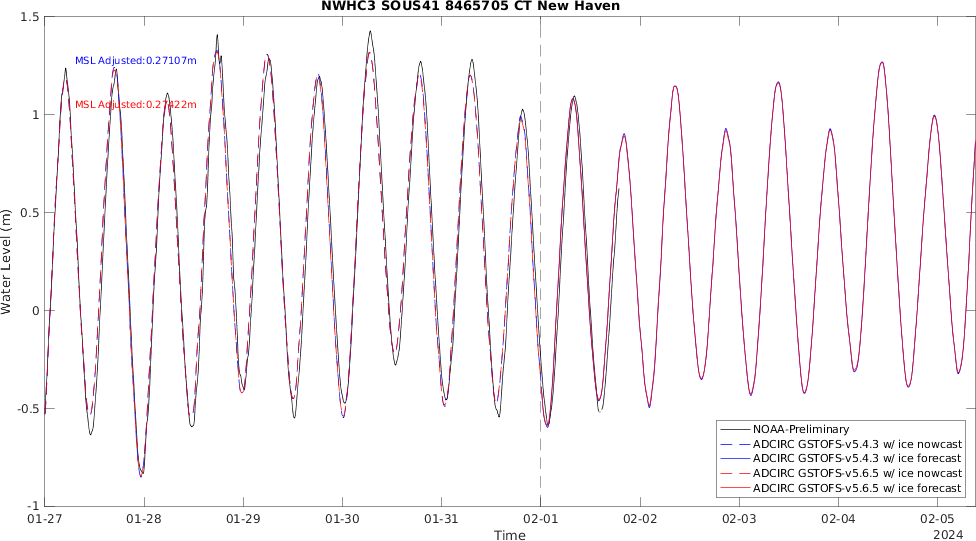 NWHC3 SOUS41 8465705 CT New Haven
1.5
1
0.5
0
-0.5
-1
Water Level (m)
MSL Adjusted:0.27107m
MSL Adjusted:0.27422m
NOAA-Preliminary
ADCIRC GSTOFS-v5.4.3 w/ ice nowcast
ADCIRC GSTOFS-v5.4.3 w/ ice forecast
ADCIRC GSTOFS-v5.6.5 w/ ice nowcast
ADCIRC GSTOFS-v5.6.5 w/ ice forecast
01-27 01-28 01-29 01-30 01-31 02-01 02-02 02-03 02-04 02-05
Time
2024